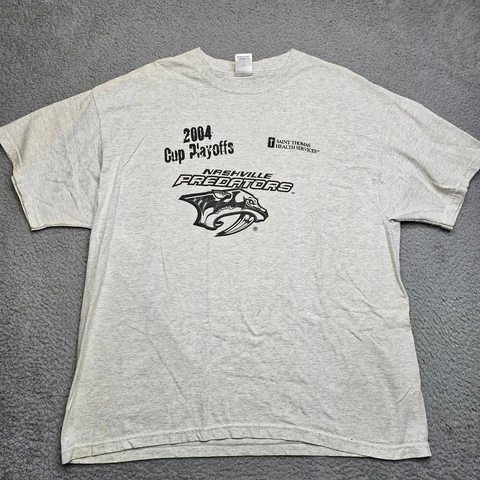 2004
Cup Playoffs
SAINT THOMAS
HEALTH SERVICES
NASHVILLE
PREDATORS